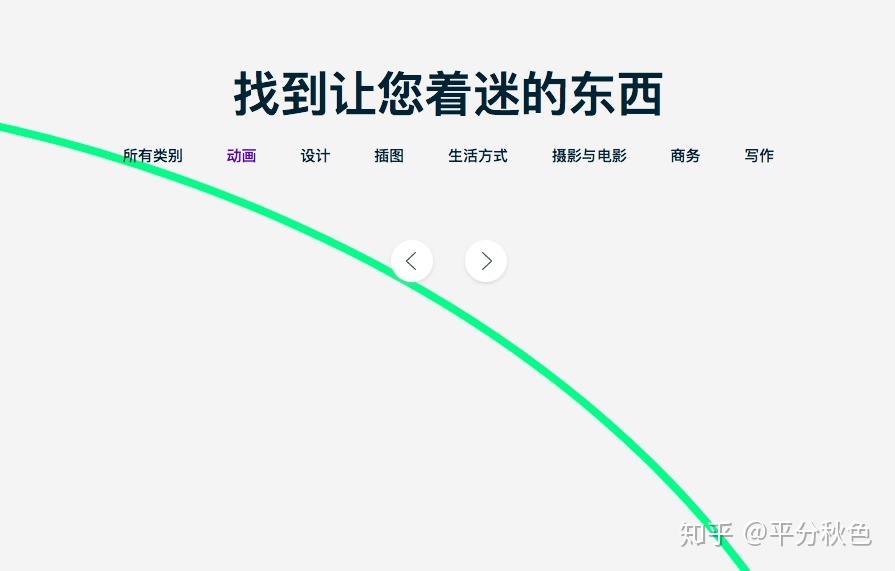 找到让您着迷的东西
所有类别 动画 设计 插图 生活方式 摄影与电影 商务 写作
知乎 @平分秋色